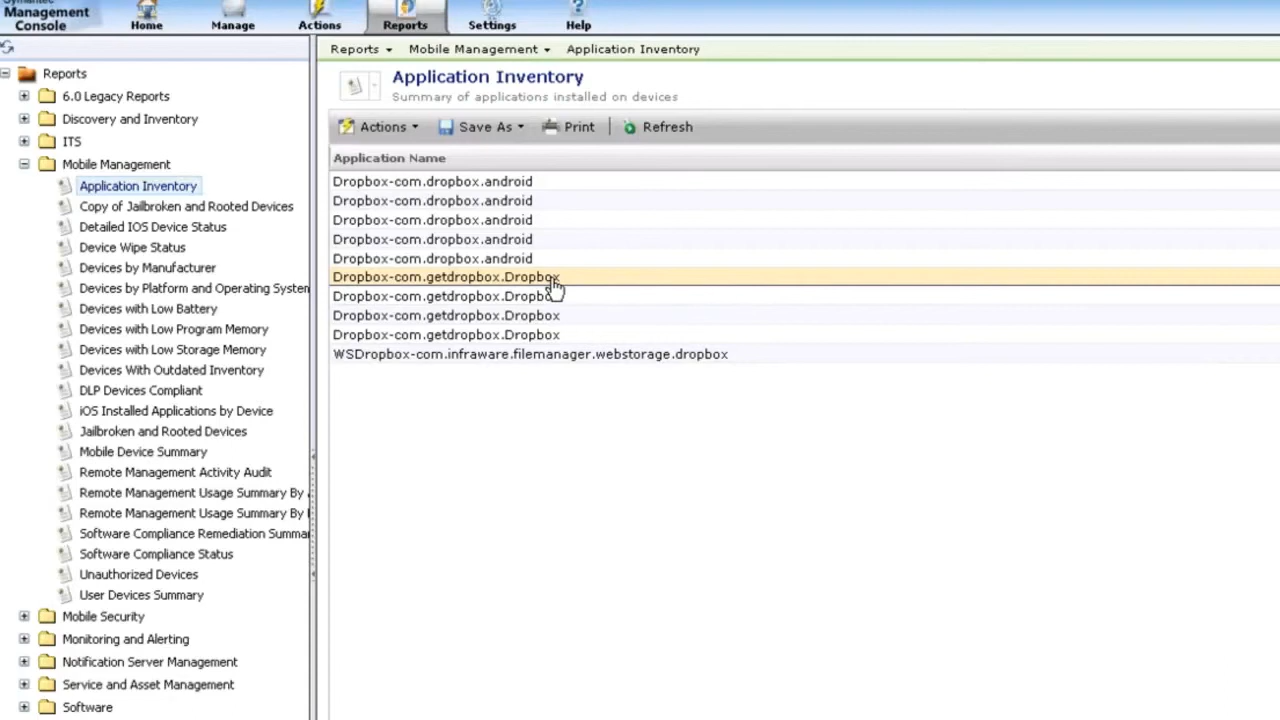 Symantec
Management
Console
Home
Manage
Actions
Reports
Settings
Help
Reports
6.0 Legacy Reports
Discovery and Inventory
ITS
Mobile Management
Application Inventory
Copy of Jailbroken and Rooted Devices
Detailed IOS Device Status
Device Wipe Status
Devices by Manufacturer
Devices by Platform and Operating System
Devices with Low Battery
Devices with Low Program Memory
Devices with Low Storage Memory
Devices With Outdated Inventory
DLP Devices Compliant
iOS Installed Applications by Device
Jailbroken and Rooted Devices
Mobile Device Summary
Remote Management Activity Audit
Remote Management Usage Summary By
Remote Management Usage Summary By
Software Compliance Remediation Summar
Software Compliance Status
Unauthorized Devices
User Devices Summary
Mobile Security
Monitoring and Alerting
Notification Server Management
Service and Asset Management
Software
Reports Mobile Management Application Inventory
Application Inventory
Summary of applications installed on devices
Actions Save As Print Refresh
Application Name
Dropbox-com.dropbox.android
Dropbox-com.dropbox.android
Dropbox-com.dropbox.android
Dropbox-com.dropbox.android
Dropbox-com.dropbox.android
Dropbox-com.getdropbox.Dropbox
Dropbox-com.getdropbox.Dropbox
Dropbox-com.getdropbox.Dropbox
Dropbox-com.getdropbox.Dropbox
WSDropbox-com.infraware.filemanager.webstorage.dropbox